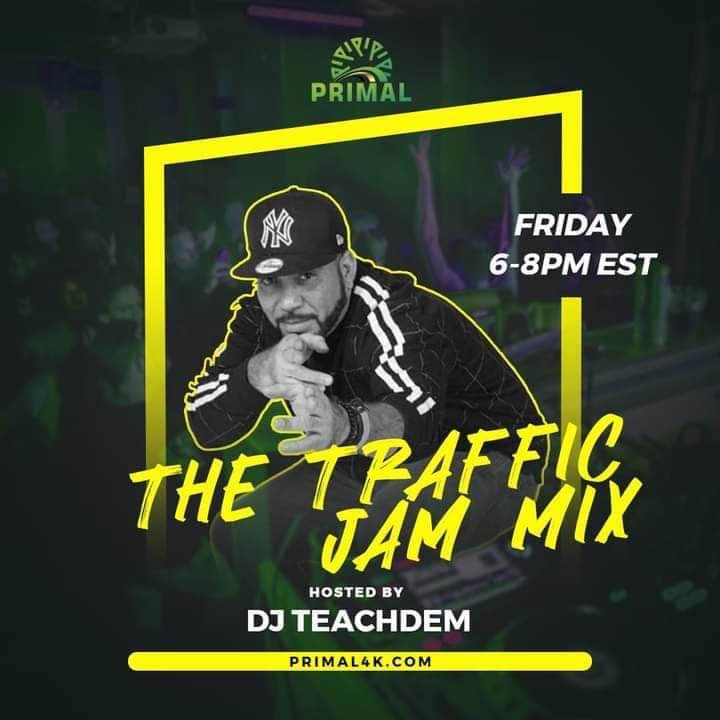 PRIMAL
NY
FRIDAY
6-8PM EST
THE TRAFFIC
JAM MIX
HOSTED BY
DJ TEACHDEM
PRIMAL4K.COM